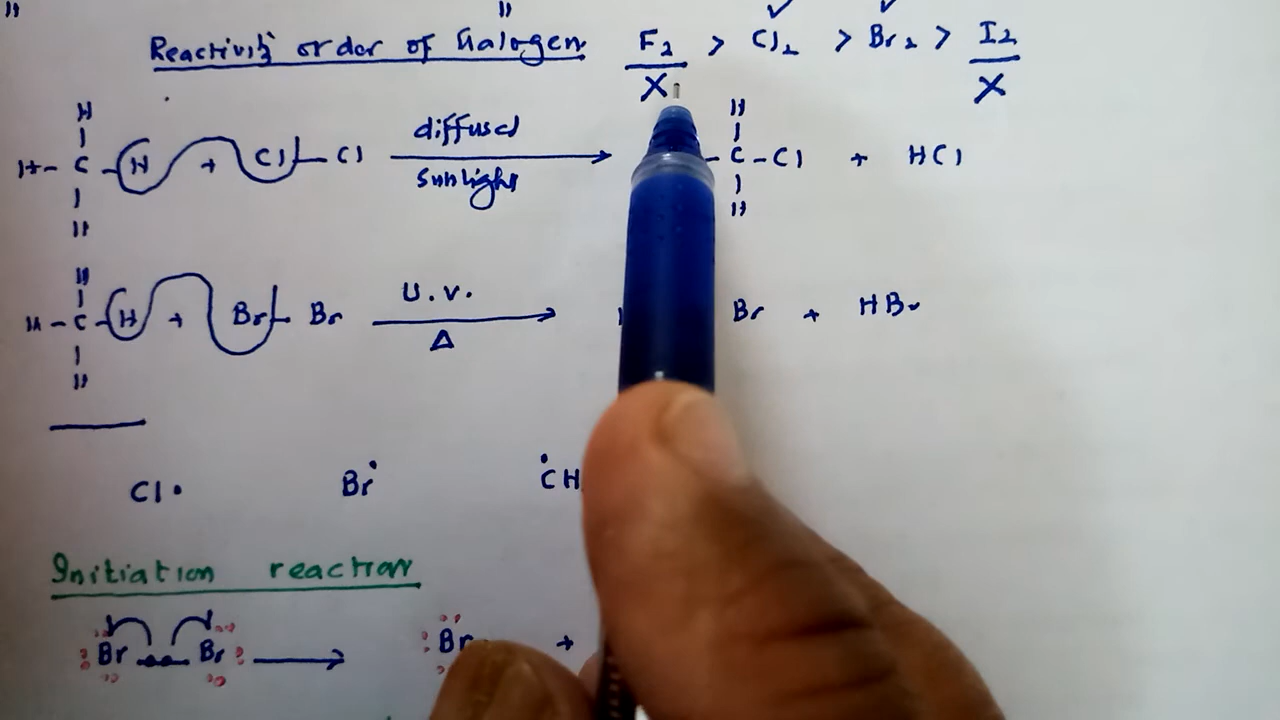 Reactivity order of halogen F2 > Cl2 > Br2 > I2
X X
H H
H - C - H + Cl - Cl diffused sunlight - C - Cl + HCl
H H
H
H - C - H + Br - Br U.V. Δ Br + HBr
H
Cl• Br• •CH
Initiation reaction
Br Br Br +